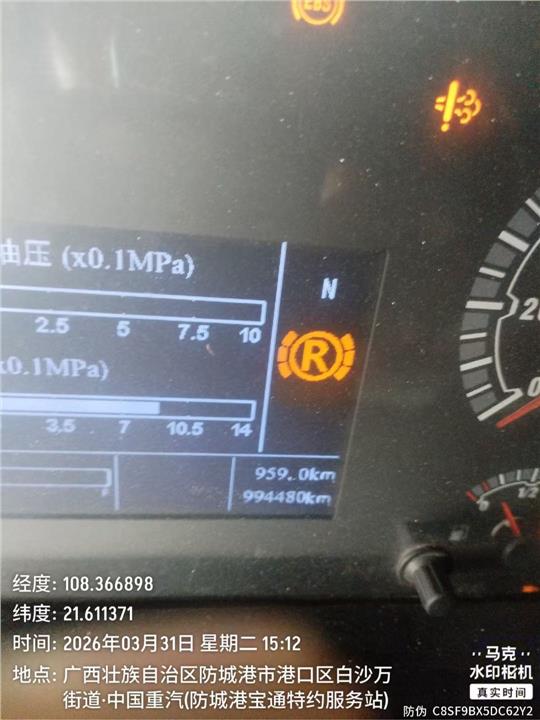 EBS
油压 (x0.1MPa)
N
2.5 5 7.5 10
R
x0.1MPa)
3.5 7 10.5 14
0 1/2
F
959.0km
994480km
经度: 108.366898
纬度: 21.611371
时间: 2026年03月31日 星期二 15:12
地点: 广西壮族自治区防城港市港口区白沙万
街道·中国重汽(防城港宝通特约服务站)
马克
水印相机
真实时间
防伪 C8SF9BX5DC62Y2